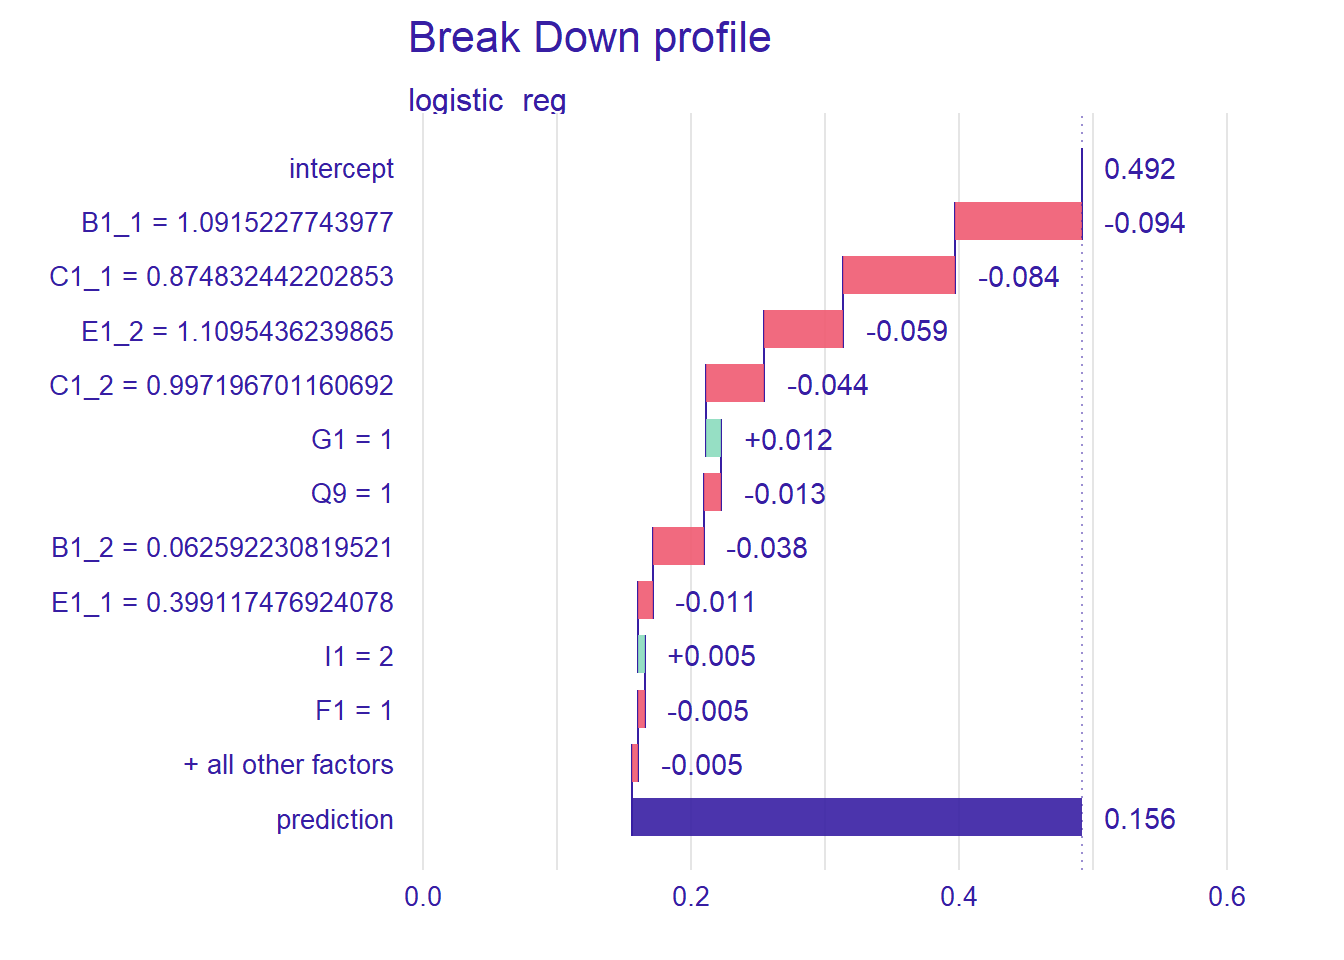 Break Down profile
logistic reg
intercept 0.492
B1_1 = 1.0915227743977 -0.094
C1_1 = 0.874832442202853 -0.084
E1_2 = 1.1095436239865 -0.059
C1_2 = 0.997196701160692 -0.044
G1 = 1 +0.012
Q9 = 1 -0.013
B1_2 = 0.062592230819521 -0.038
E1_1 = 0.399117476924078 -0.011
I1 = 2 +0.005
F1 = 1 -0.005
+ all other factors -0.005
prediction 0.156
0.0 0.2 0.4 0.6